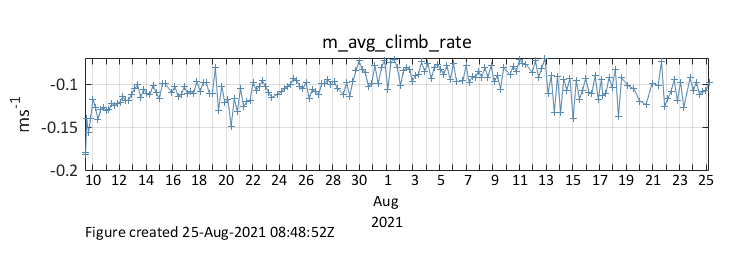 m_avg_climb_rate
-0.1
-0.15
-0.2
ms-1
10 12 14 16 18 20 22 24 26 28 30 1 3 5 7 9 11 13 15 17 19 21 23 25
Aug
2021
Figure created 25-Aug-2021 08:48:52Z